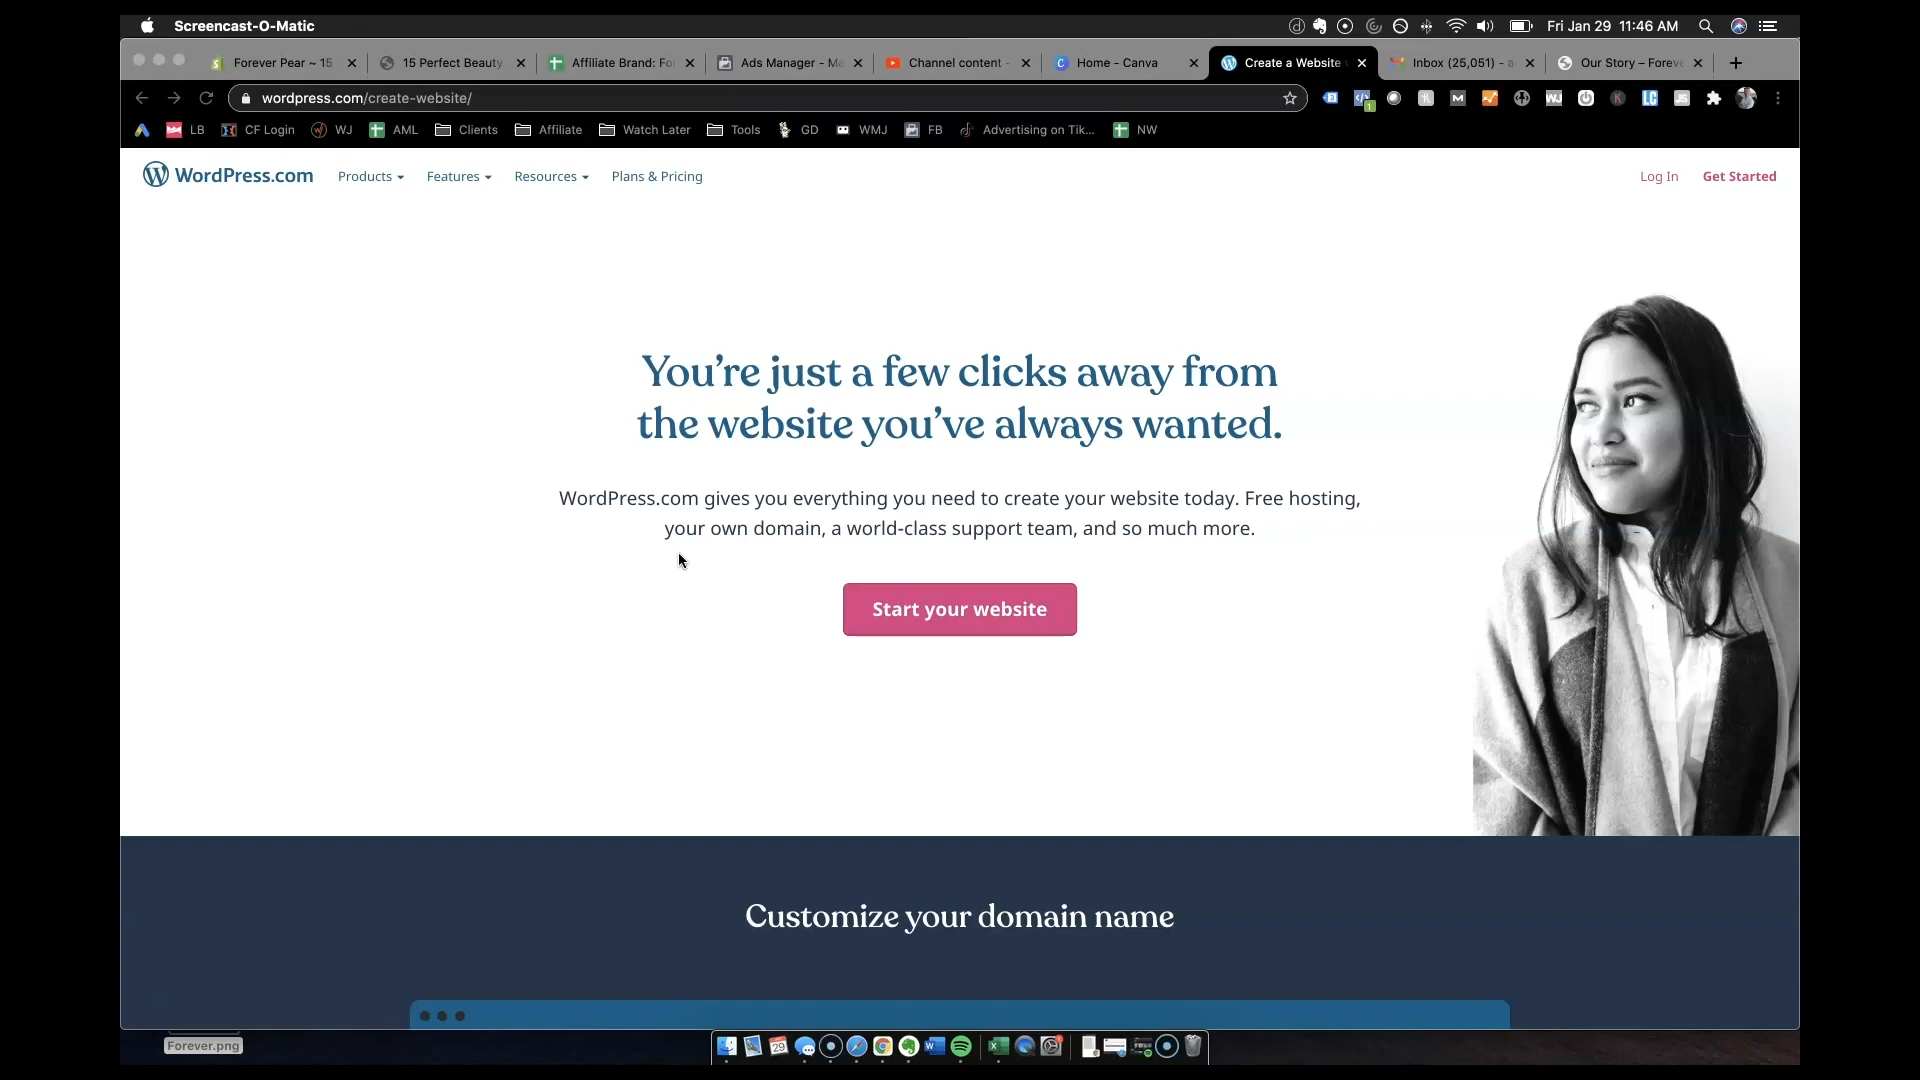 Screencast-O-Matic
Fri Jan 29 11:46 AM
Forever Pear ~ 15
15 Perfect Beauty
Affiliate Brand: Fo
Ads Manager - Ma
Channel content -
Home - Canva
Create a Website
Inbox (25,051) - a
Our Story – Foreve
wordpress.com/create-website/
LB
CF Login
WJ
AML
Clients
Affiliate
Watch Later
Tools
GD
WMJ
FB
Advertising on Tik...
NW
WordPress.com
Products
Features
Resources
Plans & Pricing
Log In
Get Started
You’re just a few clicks away from
the website you’ve always wanted.
WordPress.com gives you everything you need to create your website today. Free hosting,
your own domain, a world-class support team, and so much more.
Start your website
Customize your domain name
Forever.png